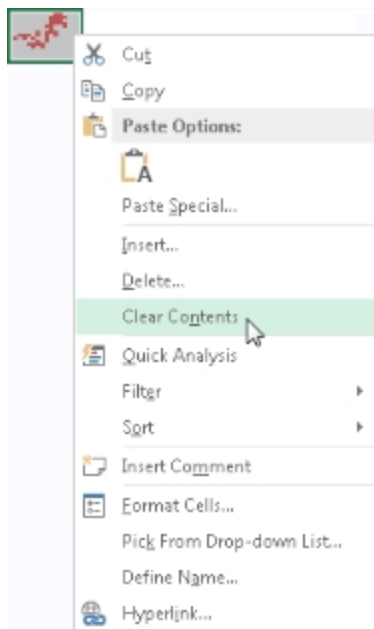 Cut
Copy
Paste Options:
A
Paste Special...
Insert...
Delete...
Clear Contents
Quick Analysis
Filter
Sort
Insert Comment
Format Cells...
Pick From Drop-down List...
Define Name...
Hyperlink...